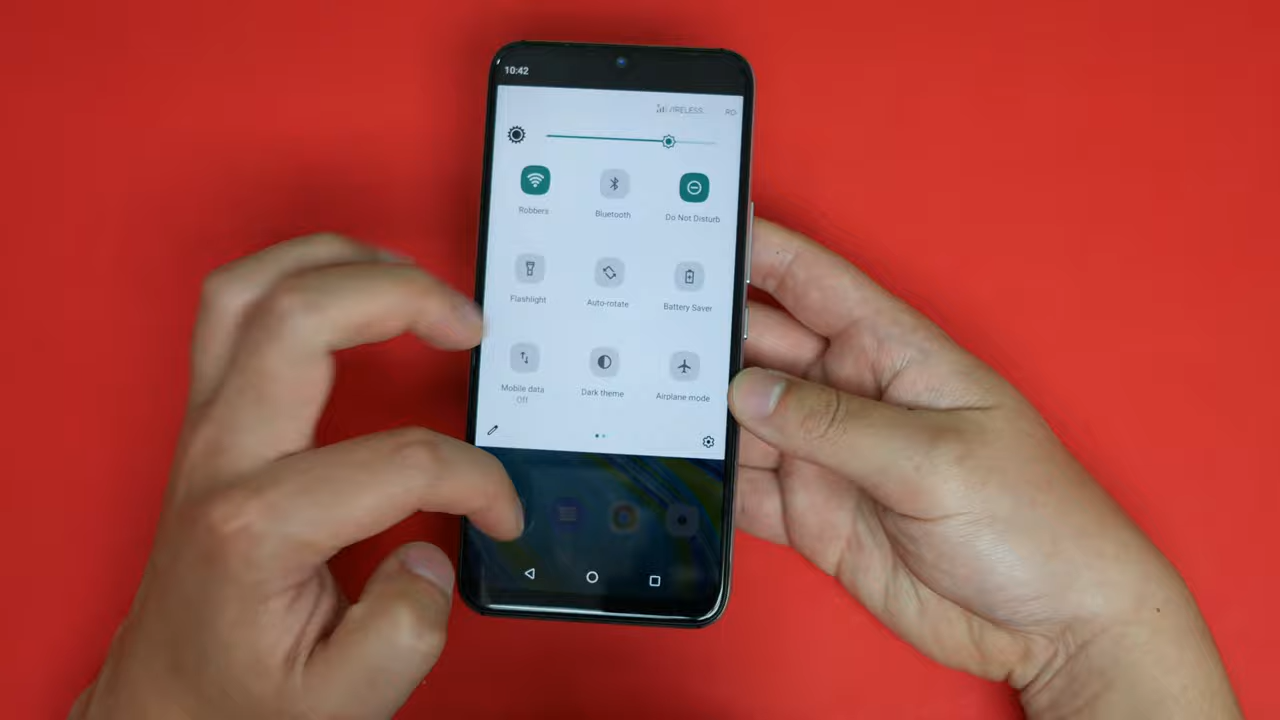 10:42
Robbers
Bluetooth
Do Not Disturb
Flashlight
Auto-rotate
Battery Saver
Mobile data
Off
Dark theme
Airplane mode